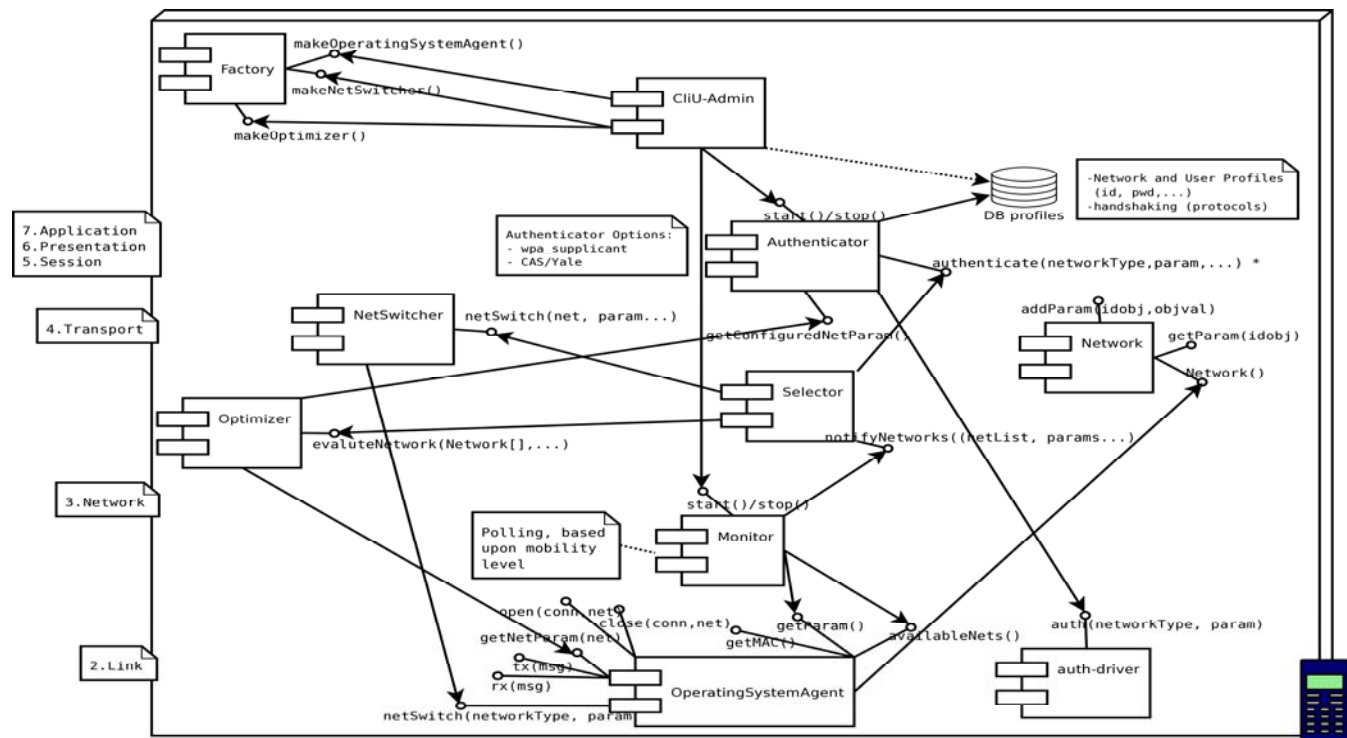 makeOperatingSystemAgent()
Factory
makeNetSwitcher()
makeOptimizer()
CliU-Admin
-Network and User Profiles
(id, pwd,...)
-handshaking (protocols)
DB profiles
start()/stop()
7.Application
6.Presentation
5.Session
Authenticator Options:
- wpa_supplicant
- CAS/Yale
Authenticator
authenticate(networkType,param,...) *
4.Transport
NetSwitcher
netSwitch(net, param...)
getConfiguredNetParam()
addParam(idobj,objval)
Network
getParam(idobj)
Network()
Selector
Optimizer
evaluteNetwork(Network[],...)
notifyNetworks((netList, params...)
3.Network
start()/stop()
Polling, based
upon mobility
level
Monitor
open(conn,net)
close(conn,net)
getParam()
getMAC()
availableNets()
getNetParam(net)
tx(msg)
rx(msg)
auth(networkType, param)
2.Link
OperatingSystemAgent
auth-driver
netSwitch(networkType, param